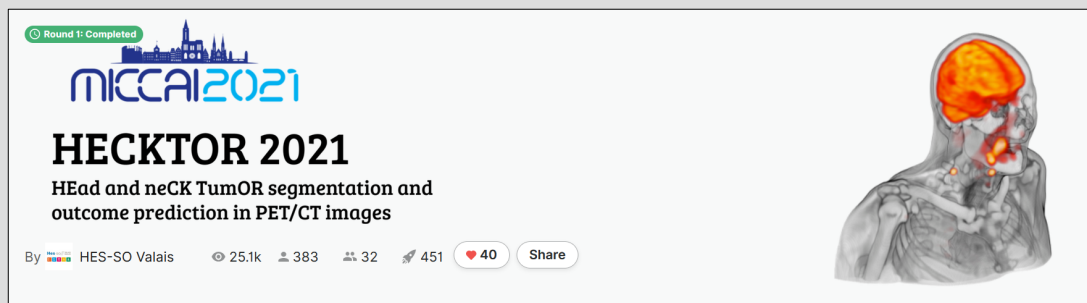 Round 1: Completed
MICCAI2021
HECKTOR 2021
HEad and neCK TumOR segmentation and
outcome prediction in PET/CT images
By HES-SO Valais 25.1k 383 32 451 40 Share